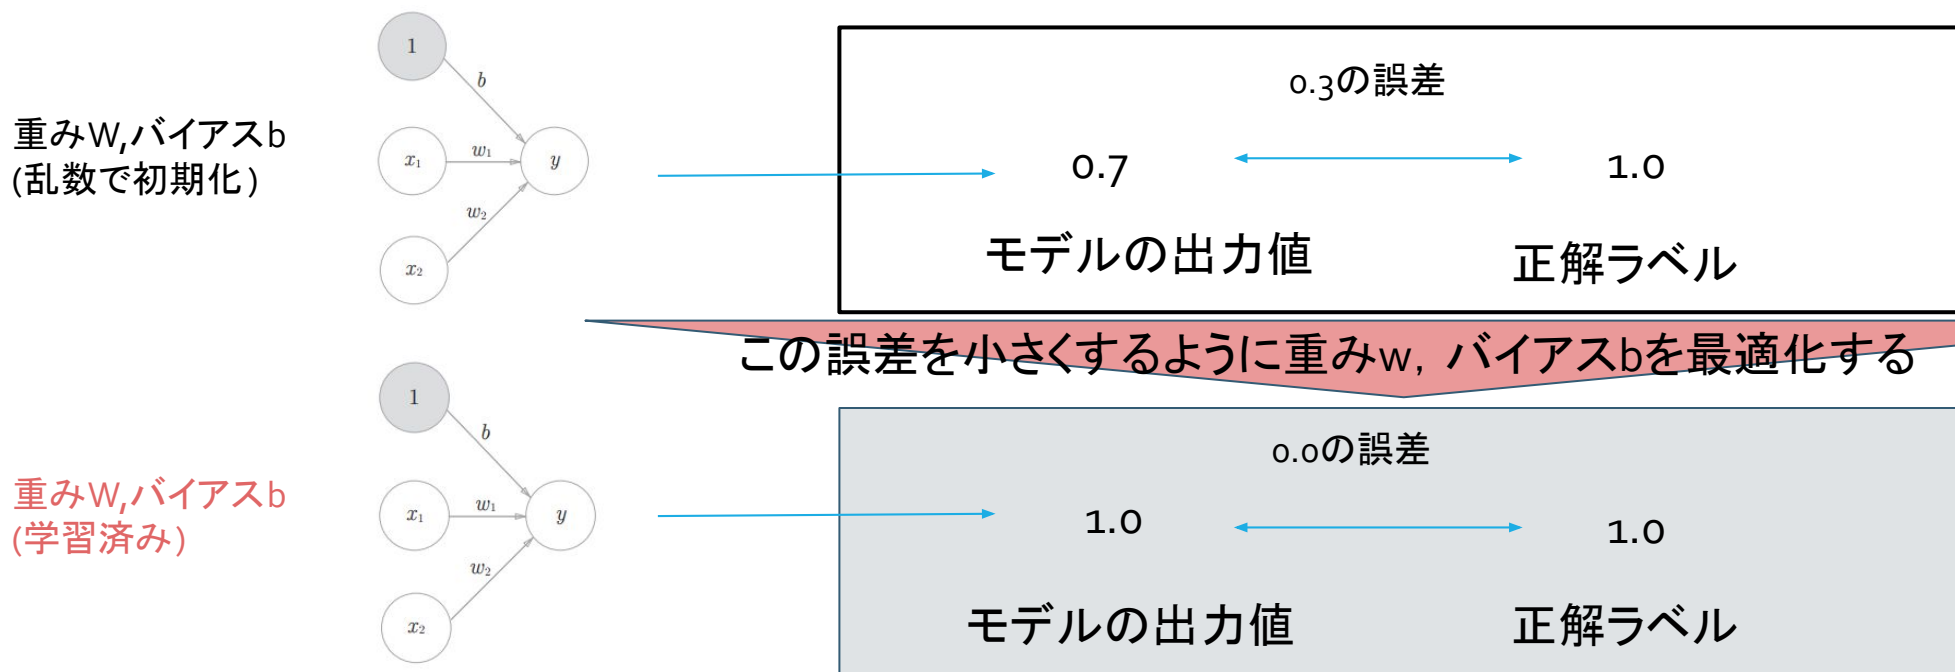 重みW,バイアスb
(乱数で初期化)
1
b
x₁
w₁
y
w₂
x₂
0.3の誤差
0.7
1.0
モデルの出力値
正解ラベル
この誤差を小さくするように重みw, バイアスbを最適化する
重みW,バイアスb
(学習済み)
1
b
x₁
w₁
y
w₂
x₂
0.0の誤差
1.0
1.0
モデルの出力値
正解ラベル